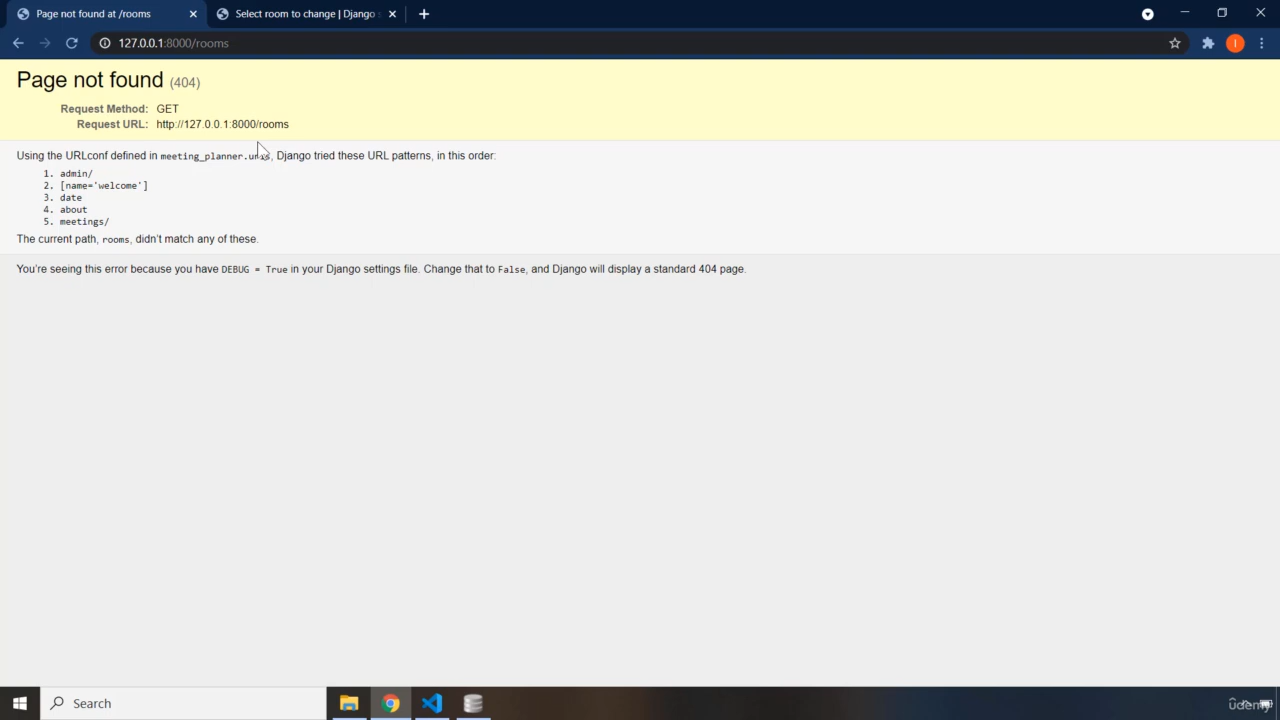 Page not found at /rooms
Select room to change | Django s
127.0.0.1:8000/rooms
Page not found (404)
Request Method: GET
Request URL: http://127.0.0.1:8000/rooms
Using the URLconf defined in meeting_planner.urls, Django tried these URL patterns, in this order:
1. admin/
2. [name='welcome']
3. date
4. about
5. meetings/
The current path, rooms, didn't match any of these.
You're seeing this error because you have DEBUG = True in your Django settings file. Change that to False, and Django will display a standard 404 page.
Search
udemy